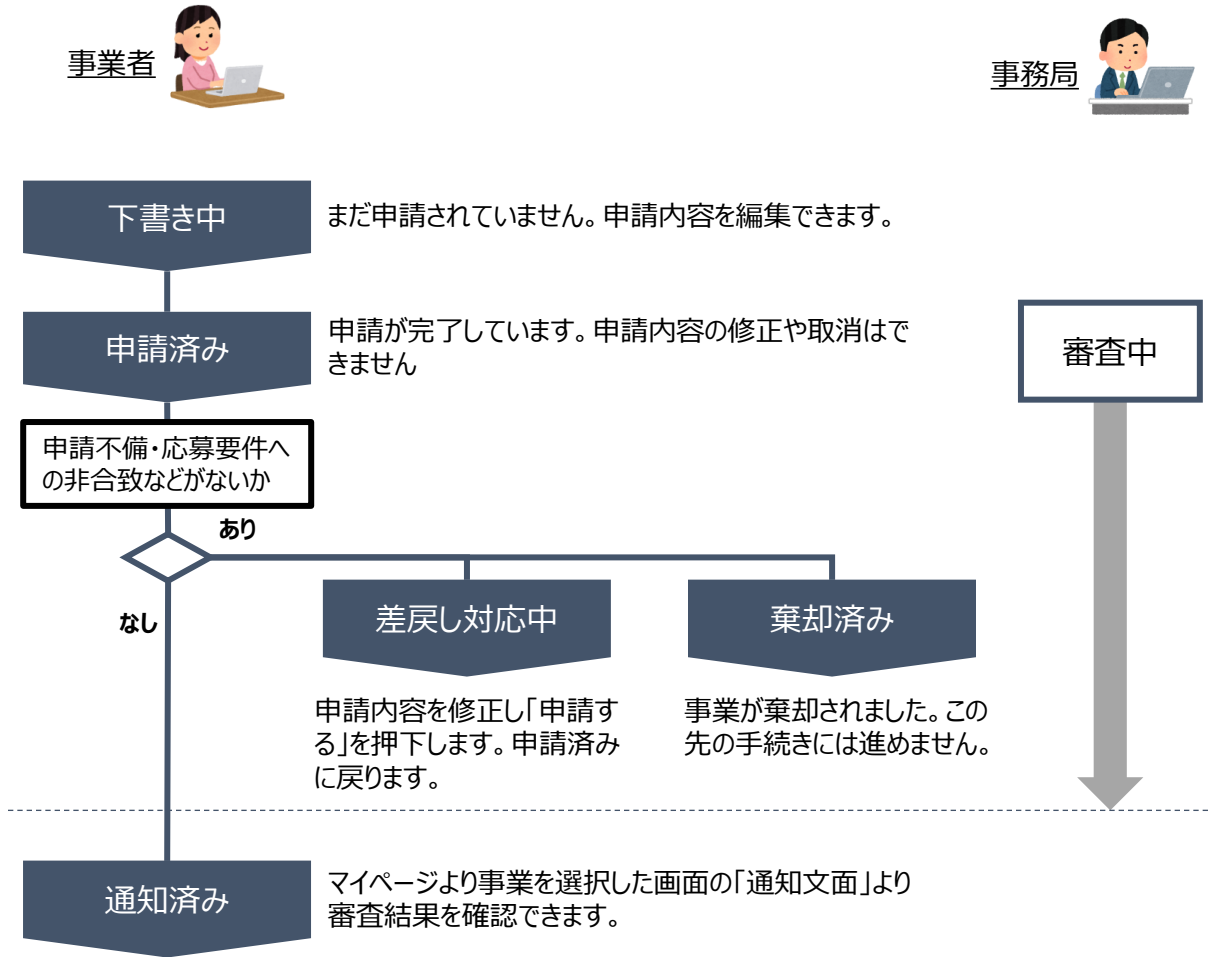 事業者
事務局
下書き中
まだ申請されていません。申請内容を編集できます。
申請済み
申請が完了しています。申請内容の修正や取消はで
きません
審査中
申請不備・応募要件へ
の非合致などがないか
あり
なし
差戻し対応中
棄却済み
申請内容を修正し「申請す
る」を押下します。申請済み
に戻ります。
事業が棄却されました。この
先の手続きには進めません。
通知済み
マイページより事業を選択した画面の「通知文面」より
審査結果を確認できます。